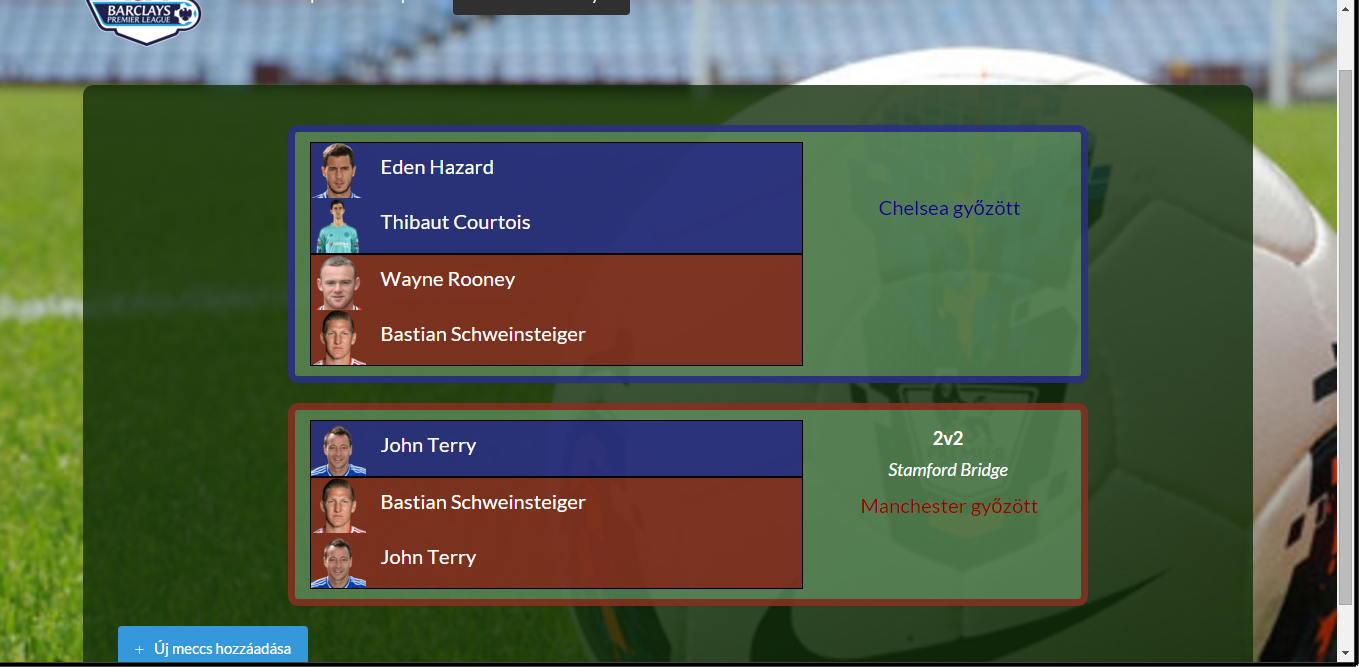 BARCLAYS
PREMIER LEAGUE
Eden Hazard
Thibaut Courtois
Chelsea győzött
Wayne Rooney
Bastian Schweinsteiger
John Terry
2v2
Stamford Bridge
Bastian Schweinsteiger
Manchester győzött
John Terry
+ Új meccs hozzáadása